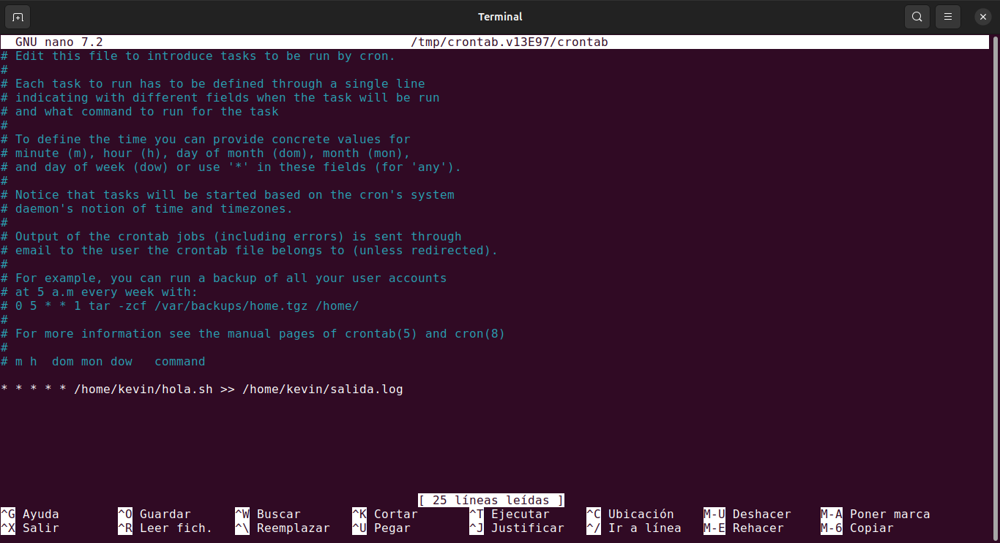 Terminal
GNU nano 7.2 /tmp/crontab.v13E97/crontab
# Edit this file to introduce tasks to be run by cron.
#
# Each task to run has to be defined through a single line
# indicating with different fields when the task will be run
# and what command to run for the task
#
# To define the time you can provide concrete values for
# minute (m), hour (h), day of month (dom), month (mon),
# and day of week (dow) or use '*' in these fields (for 'any').
#
# Notice that tasks will be started based on the cron's system
# daemon's notion of time and timezones.
#
# Output of the crontab jobs (including errors) is sent through
# email to the user the crontab file belongs to (unless redirected).
#
# For example, you can run a backup of all your user accounts
# at 5 a.m every week with:
# 0 5 * * 1 tar -zcf /var/backups/home.tgz /home/
#
# For more information see the manual pages of crontab(5) and cron(8)
#
# m h  dom mon dow   command
* * * * * /home/kevin/hola.sh >> /home/kevin/salida.log
[ 25 líneas leídas ]
^G Ayuda ^O Guardar ^W Buscar ^K Cortar ^T Ejecutar ^C Ubicación M-U Deshacer M-A Poner marca
^X Salir ^R Leer fich. ^\ Reemplazar ^U Pegar ^J Justificar ^/ Ir a línea M-E Rehacer M-6 Copiar